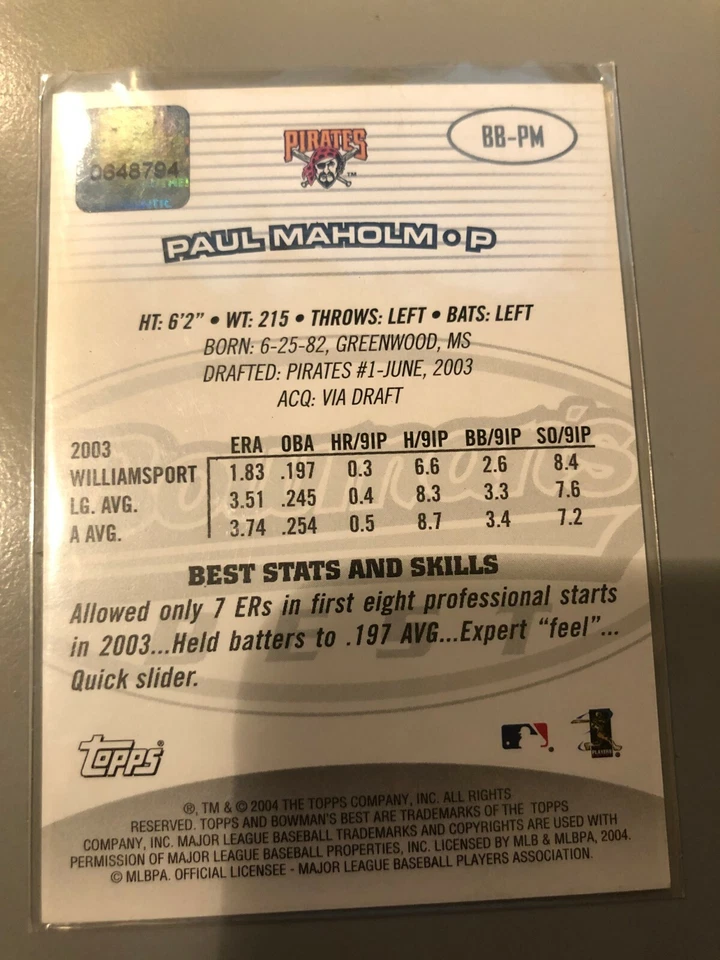 0648794
PIRATES
TM
BB-PM
PAUL MAHOLM • P
HT: 6'2" • WT: 215 • THROWS: LEFT • BATS: LEFT
BORN: 6-25-82, GREENWOOD, MS
DRAFTED: PIRATES #1-JUNE, 2003
ACQ: VIA DRAFT
2003 ERA OBA HR/9IP H/9IP BB/9IP SO/9IP
WILLIAMSPORT 1.83 .197 0.3 6.6 2.6 8.4
LG. AVG. 3.51 .245 0.4 8.3 3.3 7.6
A AVG. 3.74 .254 0.5 8.7 3.4 7.2
BEST STATS AND SKILLS
Allowed only 7 ERs in first eight professional starts
in 2003...Held batters to .197 AVG...Expert "feel"...
Quick slider.
Topps®
®, TM & © 2004 THE TOPPS COMPANY, INC. ALL RIGHTS
RESERVED. TOPPS AND BOWMAN'S BEST ARE TRADEMARKS OF THE TOPPS
COMPANY, INC. MAJOR LEAGUE BASEBALL TRADEMARKS AND COPYRIGHTS ARE USED WITH
PERMISSION OF MAJOR LEAGUE BASEBALL PROPERTIES, INC. LICENSED BY MLB & MLBPA, 2004.
© MLBPA. OFFICIAL LICENSEE - MAJOR LEAGUE BASEBALL PLAYERS ASSOCIATION.